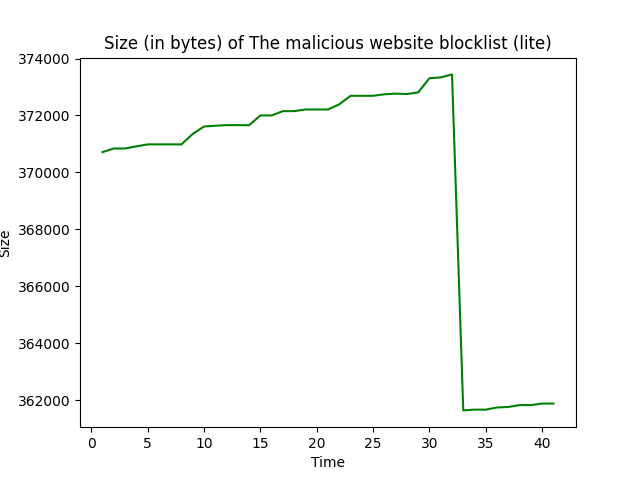 Size (in bytes) of The malicious website blocklist (lite)
374000
372000
370000
368000
366000
364000
362000
Size
0 5 10 15 20 25 30 35 40
Time